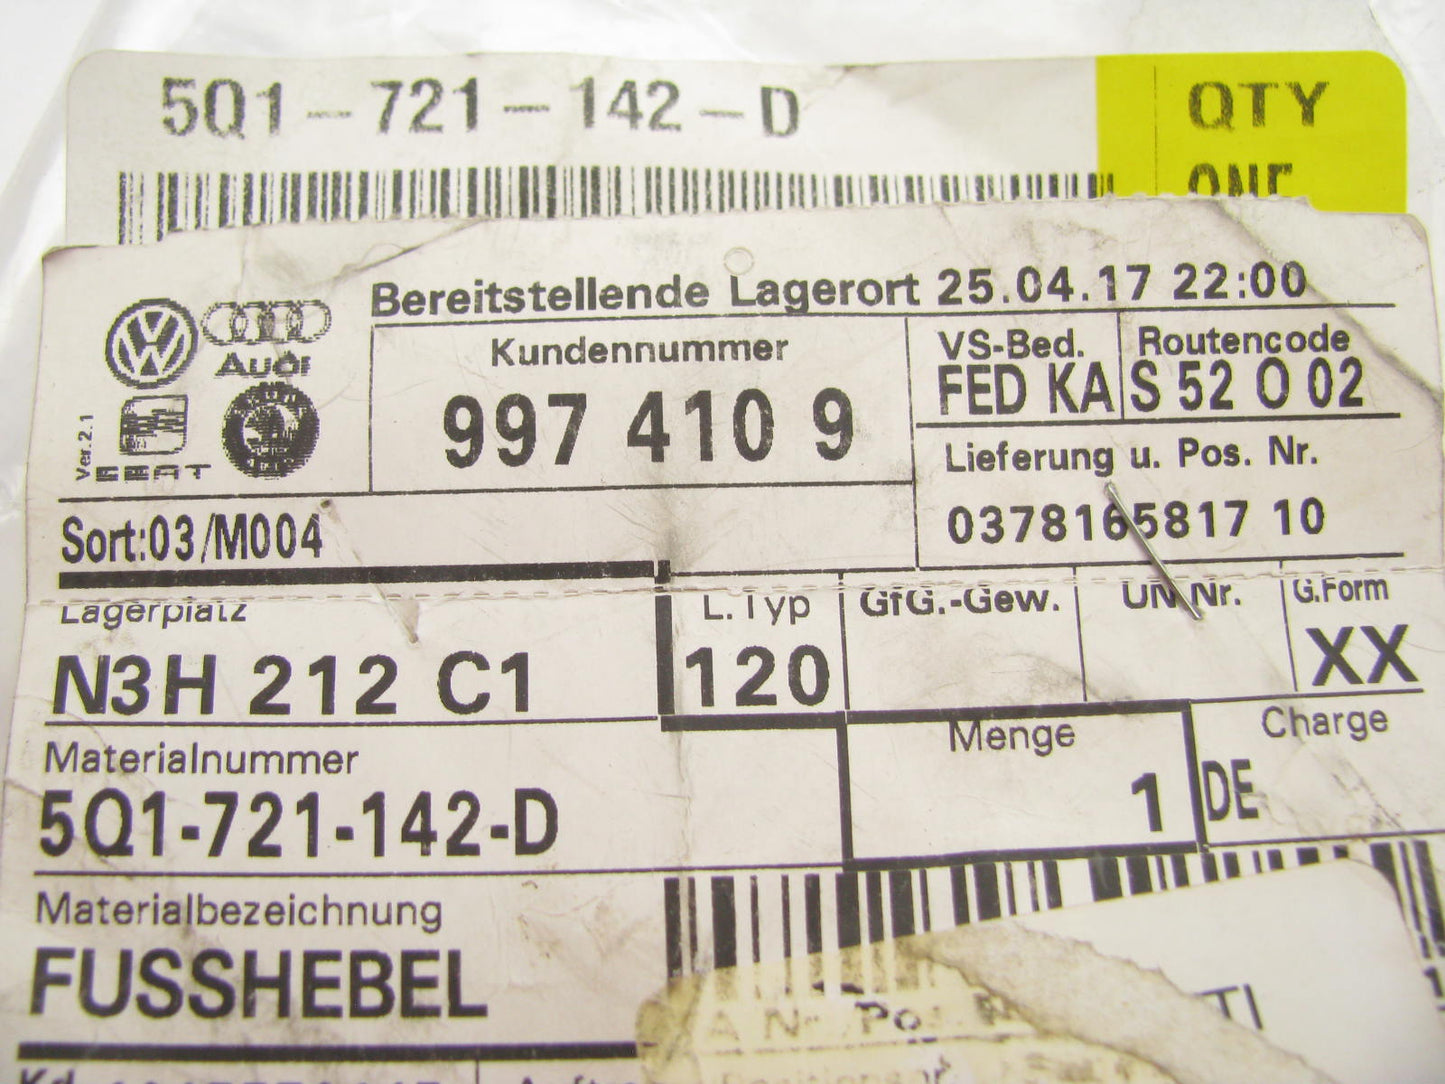 5Q1-721-142-D
QTY
ONE
Bereitstellende Lagerort 25.04.17 22:00
Audi
SEAT
Ver.2.1
Kundennummer
997 410 9
VS-Bed.
FED KA
Routencode
S 52 O 02
Lieferung u. Pos. Nr.
0378165817 10
Sort:03/M004
Lagerplatz
N3H 212 C1
L.Typ
120
GfG.-Gew.
UN Nr.
G.Form
XX
Materialnummer
5Q1-721-142-D
Menge
1
Charge
DE
Materialbezeichnung
FUSSHEBEL